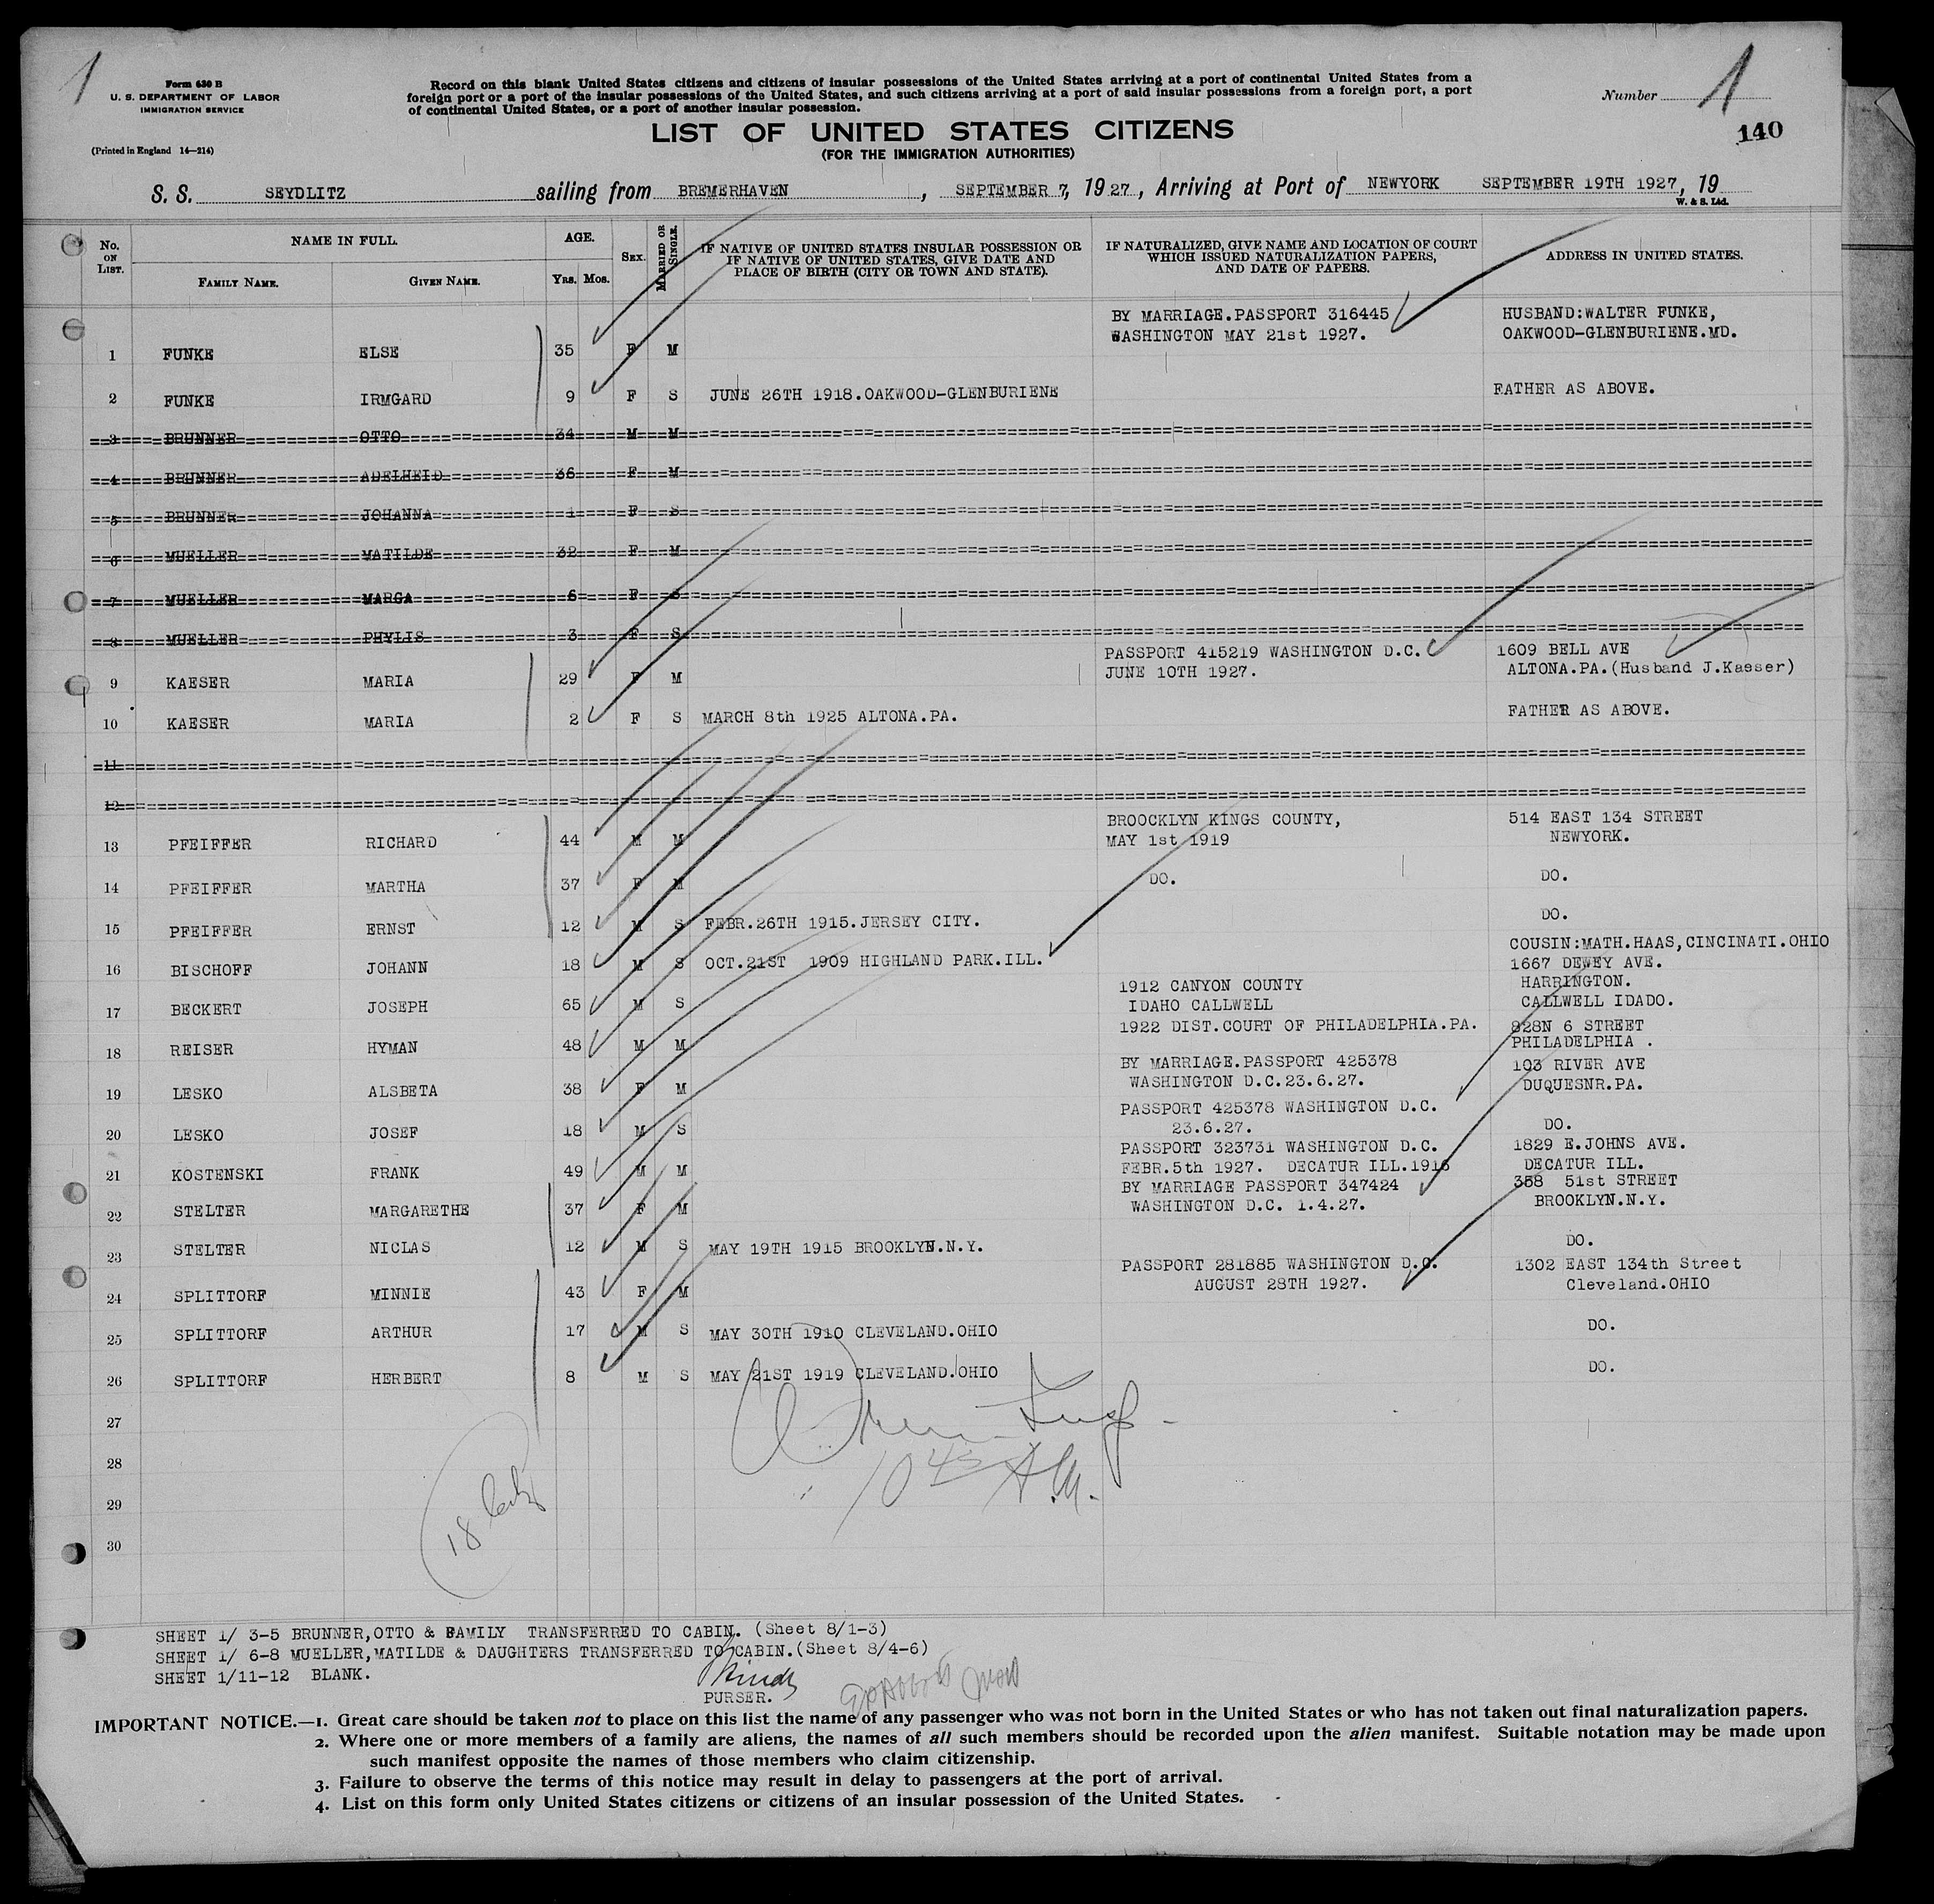 1
1
Form 630 B
U. S. DEPARTMENT OF LABOR
IMMIGRATION SERVICE
(Printed in England 14—214)
Record on this blank United States citizens and citizens of insular possessions of the United States arriving at a port of continental United States from a
foreign port or a port of the insular possessions of the United States, and such citizens arriving at a port of said insular possessions from a foreign port, a port
of continental United States, or a port of another insular possession.
Number
140
LIST OF UNITED STATES CITIZENS
(FOR THE IMMIGRATION AUTHORITIES)
S. S. SEYDLITZ sailing from BREMERHAVEN, SEPTEMBER 7, 1927, Arriving at Port of NEWYORK SEPTEMBER 19TH 1927, 19
W. & S. Ltd.
No. ON LIST. NAME IN FULL. AGE. SEX. MARRIED OR SINGLE. IF NATIVE OF UNITED STATES INSULAR POSSESSION OR IF NATIVE OF UNITED STATES, GIVE DATE AND PLACE OF BIRTH (CITY OR TOWN AND STATE). IF NATURALIZED, GIVE NAME AND LOCATION OF COURT WHICH ISSUED NATURALIZATION PAPERS, AND DATE OF PAPERS. ADDRESS IN UNITED STATES.
FAMILY NAME. GIVEN NAME. YRS. MOS.
BY MARRIAGE.PASSPORT 316445 HUSBAND:WALTER FUNKE,
1 FUNKE ELSE 35 F M WASHINGTON MAY 21st 1927. OAKWOOD-GLENBURIENE.MD.
2 FUNKE IRMGARD 9 F S JUNE 26TH 1918.OAKWOOD-GLENBURIENE FATHER AS ABOVE.
3 BRUNNER OTTO 34 M M
4 BRUNNER ADELHEID 36 F M
5 BRUNNER JOHANNA 1 F S
6 MUELLER MATILDE 32 F M
7 MUELLER MARGA 6 F S
8 MUELLER PHYLIS 3 F S
PASSPORT 415219 WASHINGTON D.C. 1609 BELL AVE
9 KAESER MARIA 29 F M JUNE 10TH 1927. ALTONA.PA.(Husband J.Kaeser)
10 KAESER MARIA 2 F S MARCH 8th 1925 ALTONA.PA. FATHER AS ABOVE.
11
12
BROOCKLYN KINGS COUNTY, 514 EAST 134 STREET
13 PFEIFFER RICHARD 44 M M MAY 1st 1919 NEWYORK.
14 PFEIFFER MARTHA 37 F M DO. DO.
15 PFEIFFER ERNST 12 M S FEBR.26TH 1915.JERSEY CITY. DO.
COUSIN:MATH.HAAS,CINCINATI.OHIO
16 BISCHOFF JOHANN 18 M S OCT.21ST 1909 HIGHLAND PARK.ILL. 1667 DEWEY AVE.
1912 CANYON COUNTY HARRINGTON.
17 BECKERT JOSEPH 65 M S IDAHO CALLWELL CALLWELL IDADO.
18 REISER HYMAN 48 M M 1922 DIST.COURT OF PHILADELPHIA.PA. 828N 6 STREET
PHILADELPHIA .
BY MARRIAGE.PASSPORT 425378 103 RIVER AVE
19 LESKO ALSBETA 38 F M WASHINGTON D.C.23.6.27. DUQUESNR.PA.
PASSPORT 425378 WASHINGTON D.C.
20 LESKO JOSEF 18 M S 23.6.27. DO.
PASSPORT 323731 WASHINGTON D.C. 1829 E.JOHNS AVE.
21 KOSTENSKI FRANK 49 M M FEBR.5th 1927. DECATUR ILL.1916 DECATUR ILL.
BY MARRIAGE PASSPORT 347424 358 51st STREET
22 STELTER MARGARETHE 37 F M WASHINGTON D.C. 1.4.27. BROOKLYN.N.Y.
23 STELTER NICLAS 12 M S MAY 19TH 1915 BROOKLYN.N.Y. DO.
PASSPORT 281885 WASHINGTON D.C. 1302 EAST 134th Street
24 SPLITTORF MINNIE 43 F M AUGUST 28TH 1927. Cleveland.OHIO
25 SPLITTORF ARTHUR 17 M S MAY 30TH 1910 CLEVELAND.OHIO DO.
26 SPLITTORF HERBERT 8 M S MAY 21ST 1919 CLEVELAND.OHIO DO.
27
28
10 45 A.M.
29
18
30
SHEET 1/ 3-5 BRUNNER,OTTO & FAMILY TRANSFERRED TO CABIN. (Sheet 8/1-3)
SHEET 1/ 6-8 MUELLER,MATILDE & DAUGHTERS TRANSFERRED TO CABIN.(Sheet 8/4-6)
SHEET 1/11-12 BLANK.
PURSER.
IMPORTANT NOTICE.—1. Great care should be taken not to place on this list the name of any passenger who was not born in the United States or who has not taken out final naturalization papers.
2. Where one or more members of a family are aliens, the names of all such members should be recorded upon the alien manifest. Suitable notation may be made upon
such manifest opposite the names of those members who claim citizenship.
3. Failure to observe the terms of this notice may result in delay to passengers at the port of arrival.
4. List on this form only United States citizens or citizens of an insular possession of the United States.